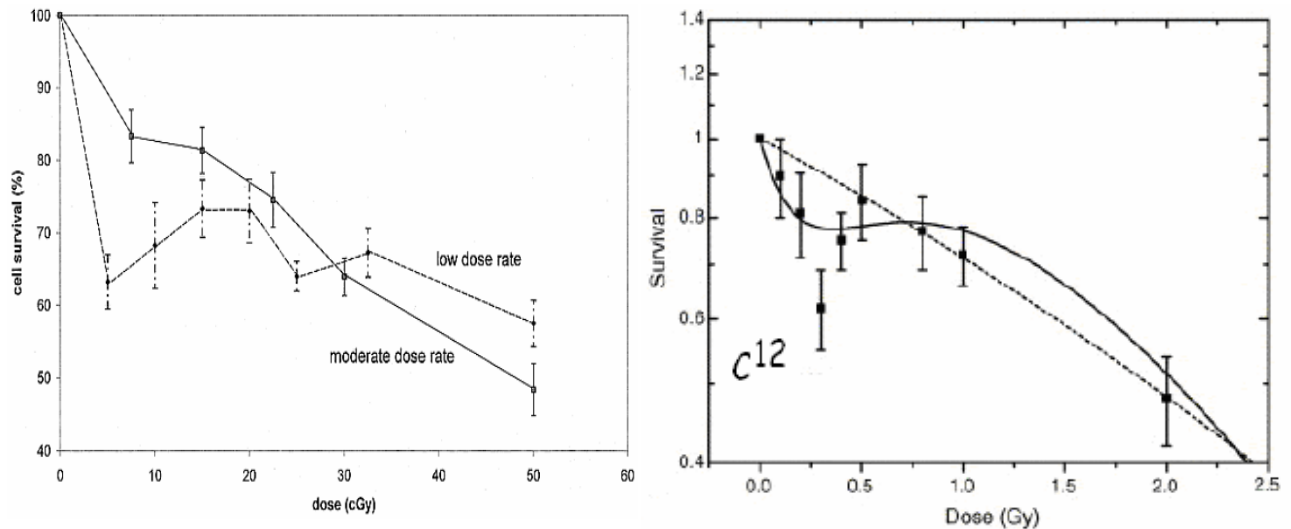 100
90
80
70
60
50
40
cell survival (%)
0 10 20 30 40 50 60
dose (cGy)
low dose rate
moderate dose rate
1.4
1.2
1
0.8
0.6
0.4
Survival
C12
0.0 0.5 1.0 1.5 2.0 2.5
Dose (Gy)